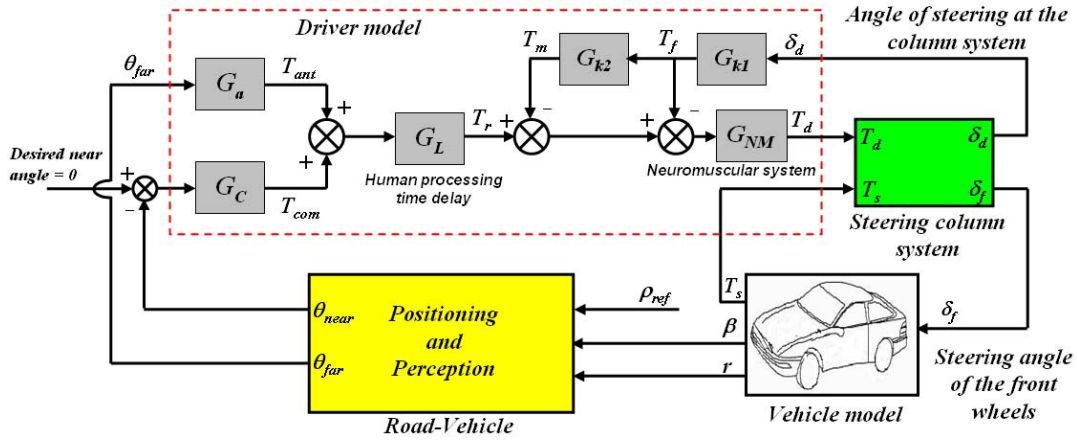 Driver model
Angle of steering at the
column system
θfar
Ga
Tant
Tm
Gk2
Tf
Gk1
δd
+
+
GL
Human processing
time delay
Tr
+
−
+
−
GNM
Td
Neuromuscular system
Td
δd
Ts
δf
Steering column
system
Desired near
angle = 0
+
−
GC
Tcom
θnear
θfar
Positioning
and
Perception
Road-Vehicle
ρref
β
r
Ts
δf
Vehicle model
Steering angle
of the front
wheels